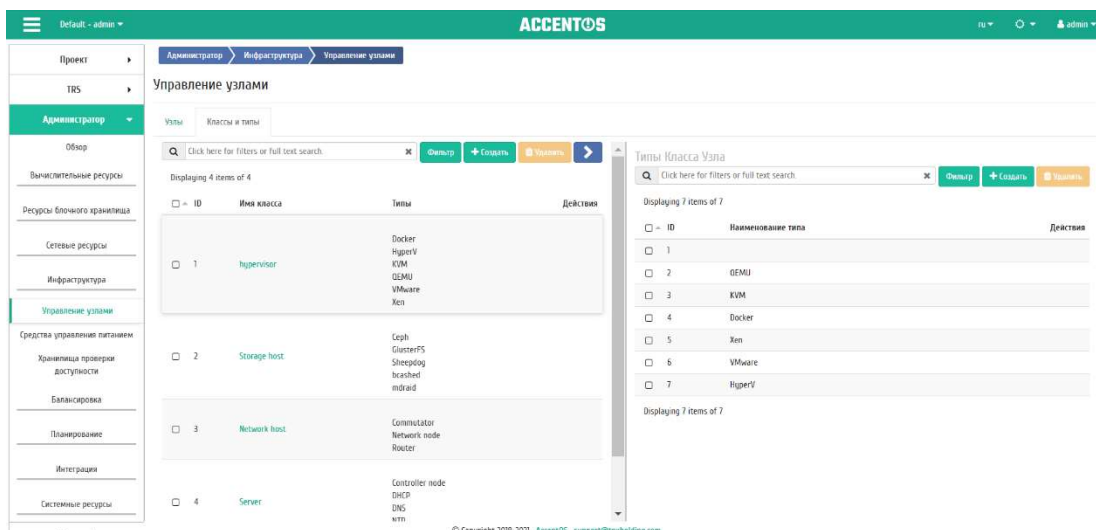 Default - admin
ACCENTOS
ru
admin
Проект
TRS
Администратор
Обзор
Вычислительные ресурсы
Ресурсы блочного хранилища
Сетевые ресурсы
Инфраструктура
Управление узлами
Средства управления питанием
Хранилища проверки
доступности
Балансировка
Планирование
Интеграция
Системные ресурсы
Администратор
Инфраструктура
Управление узлами
Управление узлами
Узлы
Классы и типы
Click here for filters or full text search.
Фильтр
+ Создать
Удалить
Displaying 4 items of 4
ID Имя класса Типы Действия
1 hypervisor
Docker
HyperV
KVM
QEMU
VMware
Xen
2 Storage host
Ceph
GlusterFS
Sheepdog
bcashed
mdraid
3 Network host
Commutator
Network node
Router
4 Server
Controller node
DHCP
DNS
NTP
Типы Класса Узла
Click here for filters or full text search.
Фильтр
+ Создать
Удалить
Displaying 7 items of 7
ID Наименование типа Действия
1
2 QEMU
3 KVM
4 Docker
5 Xen
6 VMware
7 HyperV
Displaying 7 items of 7